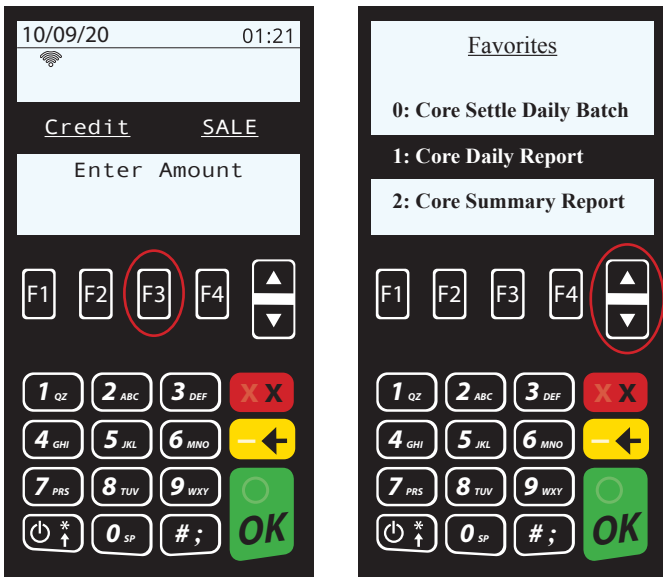 10/09/20 01:21
Credit SALE
Enter Amount
F1 F2 F3 F4
1 QZ 2 ABC 3 DEF X X
4 GHI 5 JKL 6 MNO
7 PRS 8 TUV 9 WXY
* 0 SP # ; OK
Favorites
0: Core Settle Daily Batch
1: Core Daily Report
2: Core Summary Report
F1 F2 F3 F4
1 QZ 2 ABC 3 DEF X X
4 GHI 5 JKL 6 MNO
7 PRS 8 TUV 9 WXY
* 0 SP # ; OK